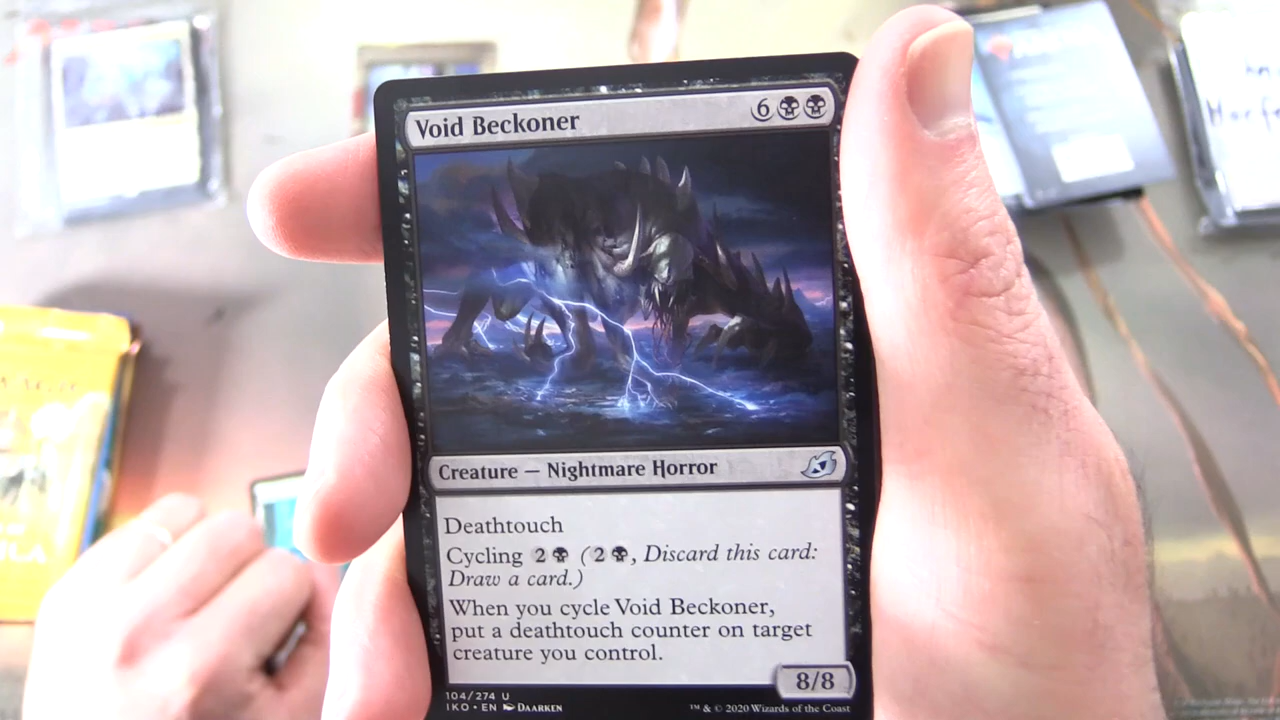 Void Beckoner
6
Creature — Nightmare Horror
Deathtouch
Cycling 2 (2, Discard this card:
Draw a card.)
When you cycle Void Beckoner,
put a deathtouch counter on target
creature you control.
8/8
104/274 U
IKO • EN DAARKEN
™ & © 2020 Wizards of the Coast